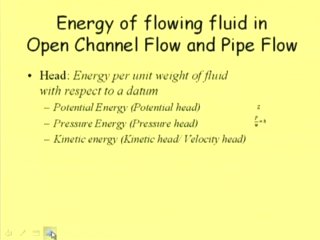 Energy of flowing fluid in
Open Channel Flow and Pipe Flow
• Head: Energy per unit weight of fluid
with respect to a datum
– Potential Energy (Potential head) z
– Pressure Energy (Pressure head)
– Kinetic energy (Kinetic head/ Velocity head)